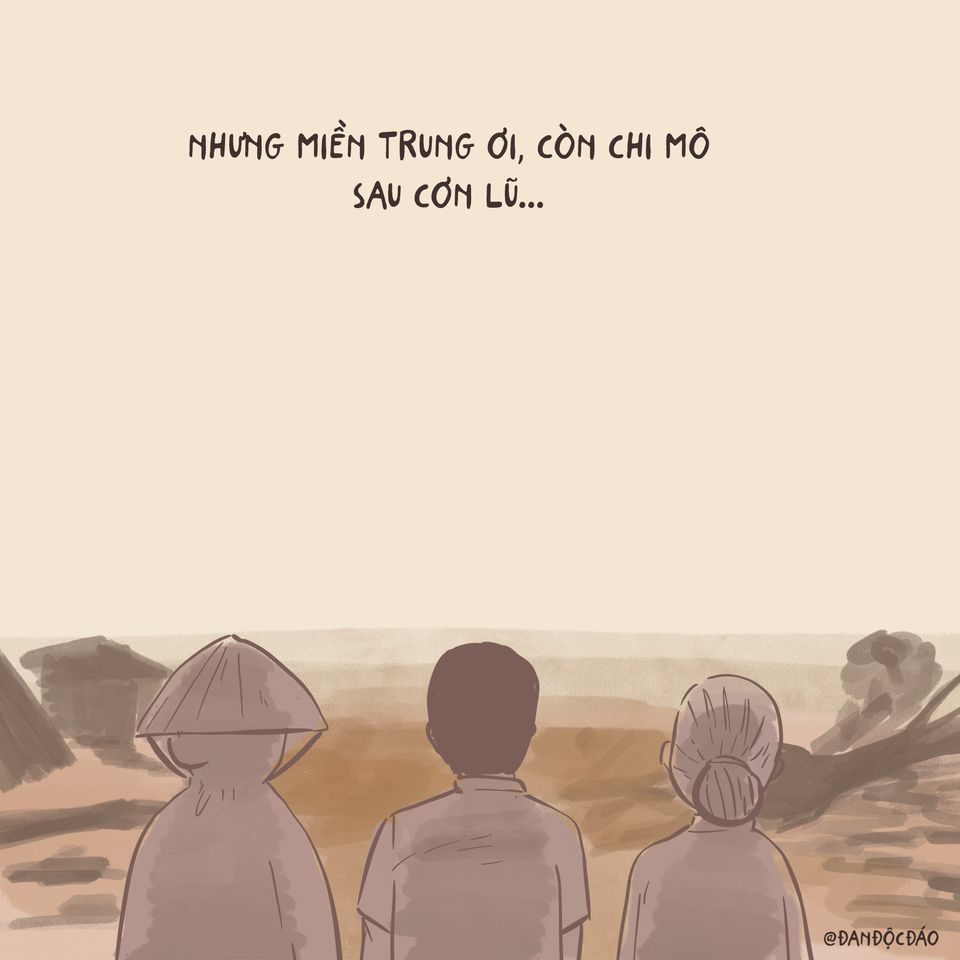 NHƯNG MIỀN TRUNG ƠI, CÒN CHI MÔ
SAU CƠN LŨ...
@ĐANĐỘCĐÁO